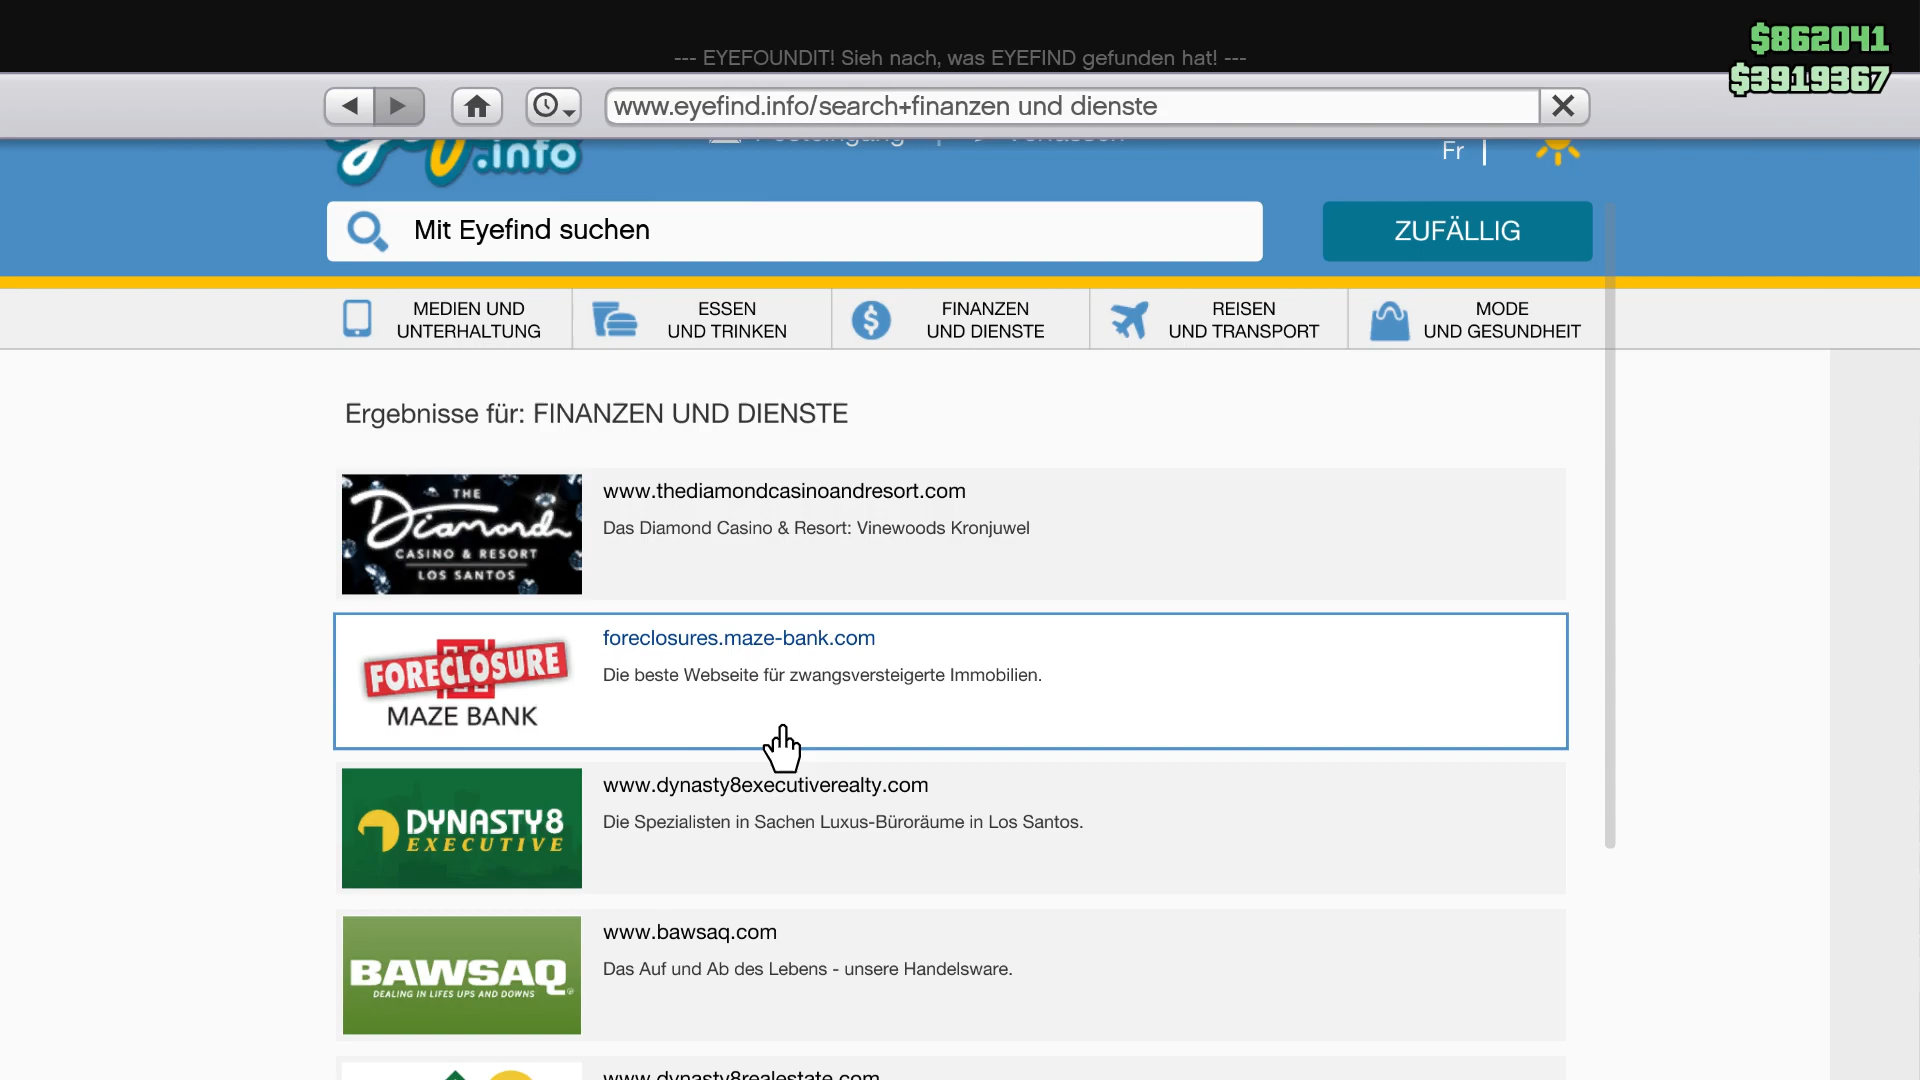 $862041
--- EYEFOUNDIT! Sieh nach, was EYEFIND gefunden hat! ---
$3919367
www.eyefind.info/search+finanzen und dienste
.info
Fr
Mit Eyefind suchen
ZUFÄLLIG
MEDIEN UND
UNTERHALTUNG
ESSEN
UND TRINKEN
FINANZEN
UND DIENSTE
REISEN
UND TRANSPORT
MODE
UND GESUNDHEIT
Ergebnisse für: FINANZEN UND DIENSTE
THE
Diamond
CASINO & RESORT
LOS SANTOS
www.thediamondcasinoandresort.com
Das Diamond Casino & Resort: Vinewoods Kronjuwel
FORECLOSURE
MAZE BANK
foreclosures.maze-bank.com
Die beste Webseite für zwangsversteigerte Immobilien.
DYNASTY8
EXECUTIVE
www.dynasty8executiverealty.com
Die Spezialisten in Sachen Luxus-Büroräume in Los Santos.
BAWSAQ
DEALING IN LIFES UPS AND DOWNS
www.bawsaq.com
Das Auf und Ab des Lebens - unsere Handelsware.
www.dynasty8realestate.com